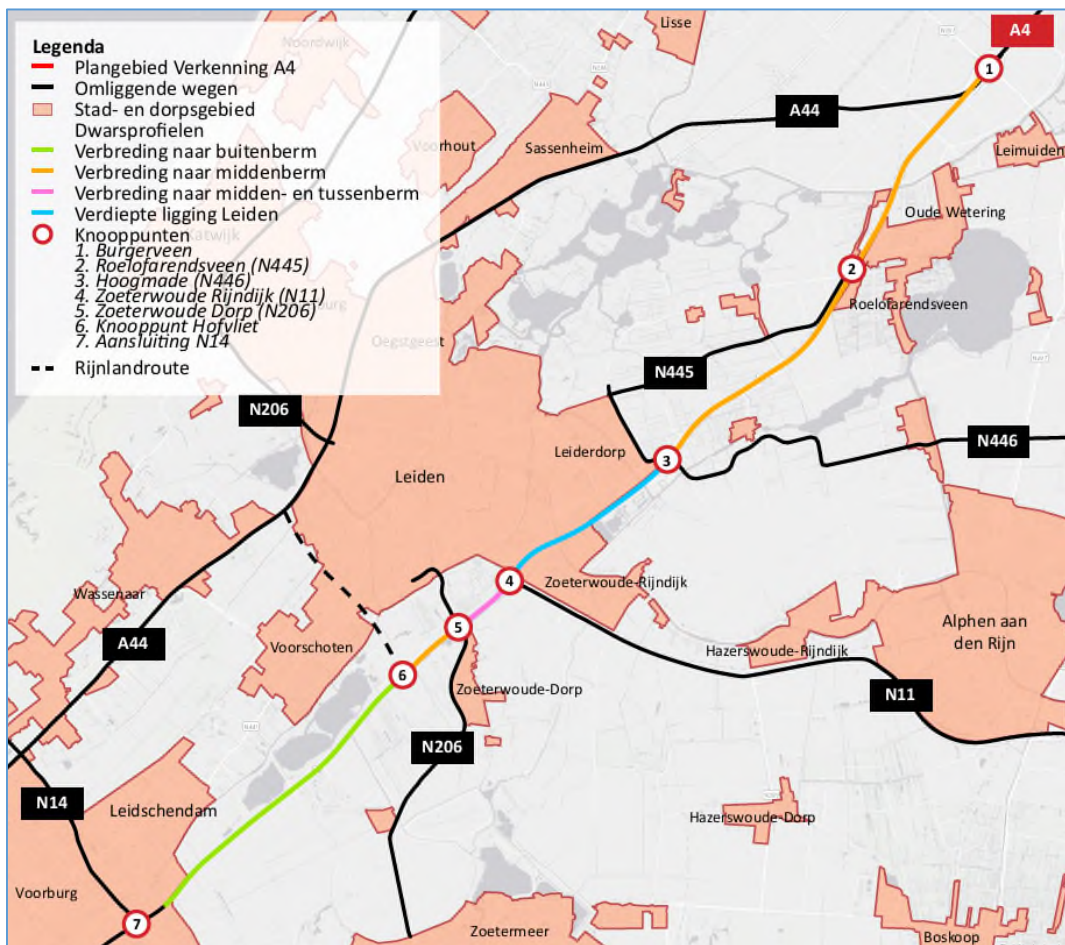 Legenda
Plangebied Verkenning A4
Omliggende wegen
Stad- en dorpsgebied
Dwarsprofielen
Verbreding naar buitenberm
Verbreding naar middenberm
Verbreding naar midden- en tussenberm
Verdiepte ligging Leiden
Knooppunten
1. Burgerveen
2. Roelofarendsveen (N445)
3. Hoogmade (N446)
4. Zoeterwoude Rijndijk (N11)
5. Zoeterwoude Dorp (N206)
6. Knooppunt Hofvliet
7. Aansluiting N14
Rijnlandroute
Noordwijk
Lisse
A4
1
A44
Voorhout
Sassenheim
Leimuiden
Katwijk
Oude Wetering
2
Roelofarendsveen
Oegstgeest
N445
N206
N446
Leiderdorp
3
Leiden
4
Zoeterwoude-Rijndijk
Wassenaar
5
Alphen aan
den Rijn
A44
Voorschoten
Hazerswoude-Rijndijk
6
Zoeterwoude-Dorp
N11
N206
N14
Leidschendam
Hazerswoude-Dorp
Voorburg
7
Zoetermeer
Boskoop